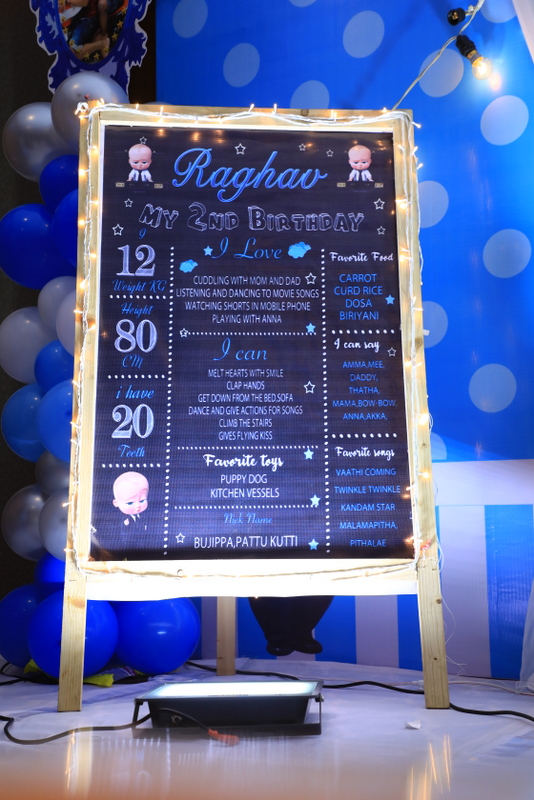 Raghav
My 2nd Birthday
12
Weight KG
Height
80
CM
i have
20
Teeth
I Love
CUDDLING WITH MOM AND DAD
LISTENING AND DANCING TO MOVIE SONGS
WATCHING SHORTS IN MOBILE PHONE
PLAYING WITH ANNA
I can
MELT HEARTS WITH SMILE
CLAP HANDS
GET DOWN FROM THE BED,SOFA
DANCE AND GIVE ACTIONS FOR SONGS
CLIMB THE STAIRS
GIVES FLYING KISS
Favorite toys
PUPPY DOG
KITCHEN VESSELS
Nick Name
BUJIPPA,PATTU KUTTI
Favorite Food
CARROT
CURD RICE
DOSA
BIRIYANI
I can say
AMMA,MEE.
DADDY,
THATHA,
MAMA,BOW-BOW.
ANNA,AKKA,
Favorite songs
VAATHI COMING
TWINKLE TWINKLE
KANDAM STAR
MALAMAPITHA,
PITHALAE